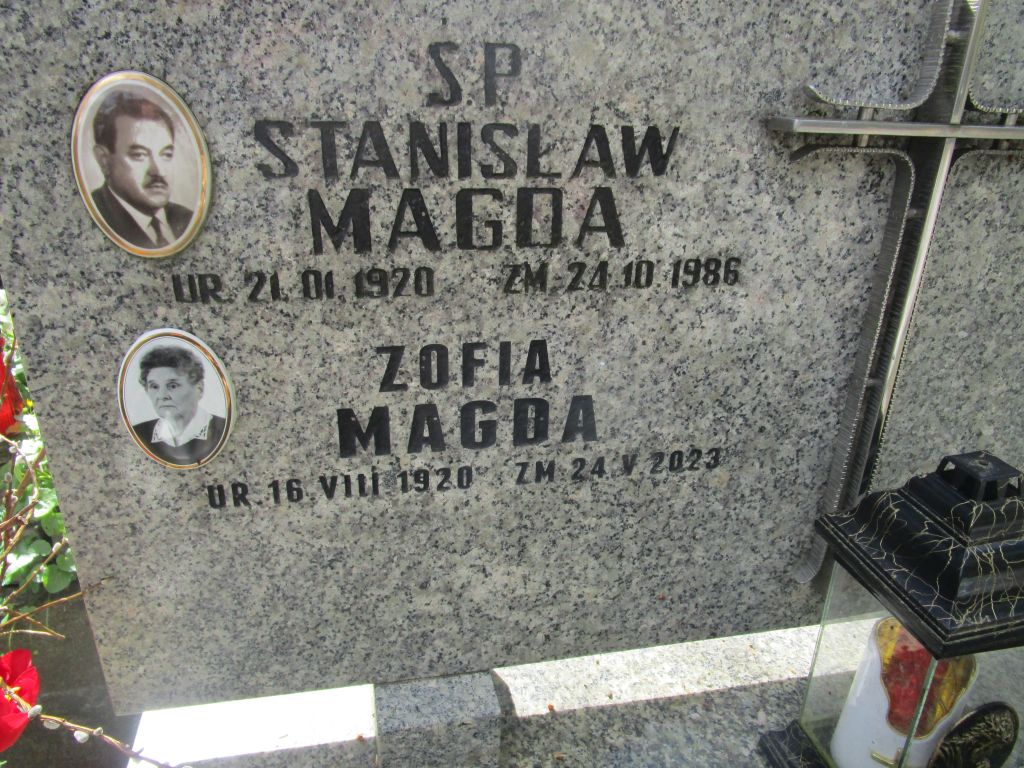 S.P
STANISŁAW
MAGDA
UR. 21. 01. 1920 ZM. 24. 10. 1986
ZOFIA
MAGDA
UR. 16 VIII 1920 ZM 24 V 2023